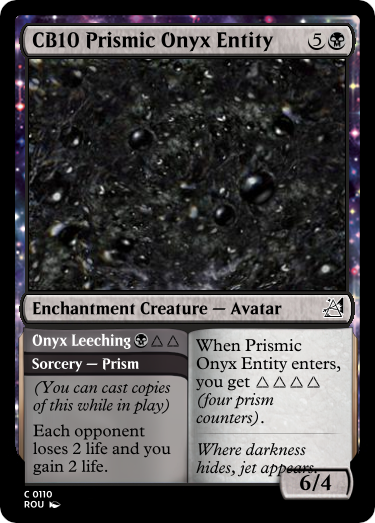 CB10 Prismic Onyx Entity 5
Enchantment Creature — Avatar
Onyx Leeching △△
Sorcery — Prism
(You can cast copies
of this while in play)
Each opponent
loses 2 life and you
gain 2 life.
When Prismic
Onyx Entity enters,
you get △△△△
(four prism
counters).
Where darkness
hides, jet appears.
6/4
C 0110
ROU